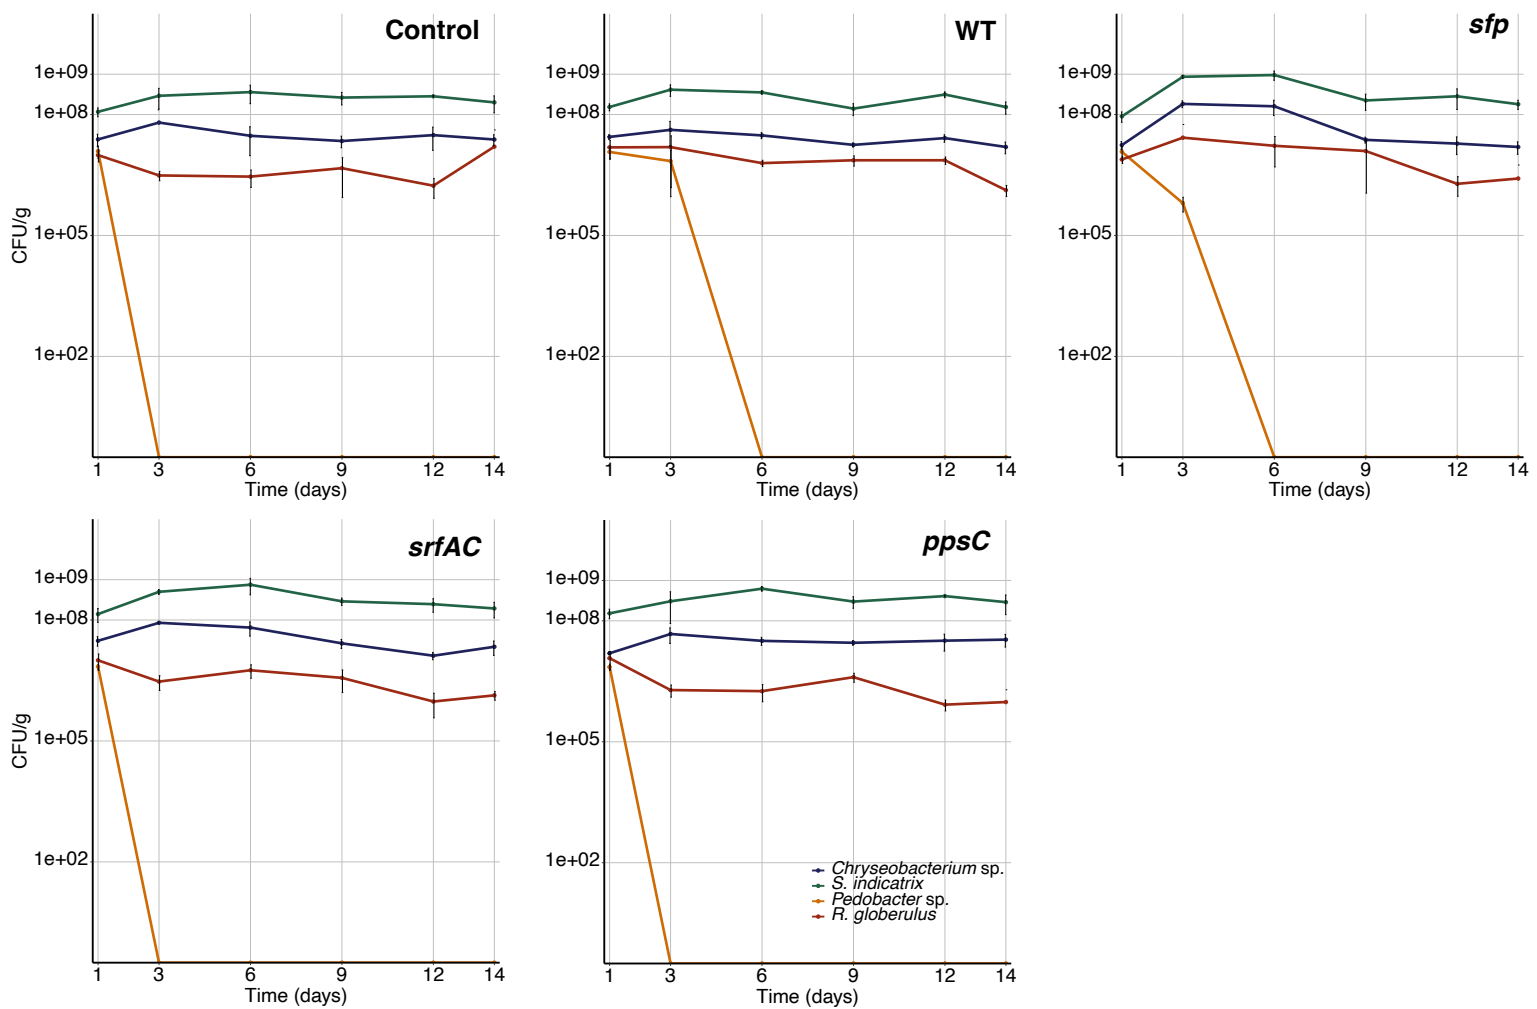 Control
1e+09
1e+08
1e+05
1e+02
CFU/g
1 3 6 9 12 14
Time (days)
WT
1e+09
1e+08
1e+05
1e+02
1 3 6 9 12 14
Time (days)
sfp
1e+09
1e+08
1e+05
1e+02
1 3 6 9 12 14
Time (days)
srfAC
1e+09
1e+08
1e+05
1e+02
CFU/g
1 3 6 9 12 14
Time (days)
ppsC
1e+09
1e+08
1e+05
1e+02
Chryseobacterium sp.
S. indicatrix
Pedobacter sp.
R. globerulus
1 3 6 9 12 14
Time (days)